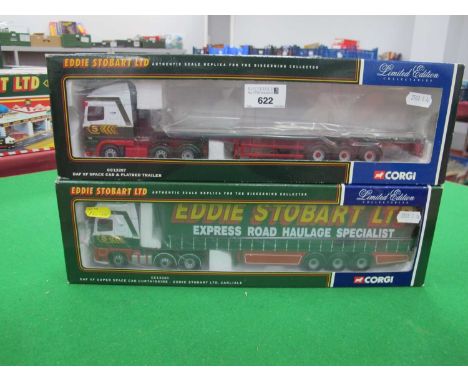 EDDIE STOBART LTD AUTHENTIC SCALE REPLICA FOR THE DISCERNING COLLECTOR
Limited Edition
COLLECTABLES
622
DAF XF SPACE CAB & FLATBED TRAILER
CORGI
EDDIE STOBART LTD AUTHENTIC SCALE REPLICA FOR THE DISCERNING COLLECTOR
Limited Edition
COLLECTABLES
EDDIE STOBART LT
EXPRESS ROAD HAULAGE SPECIALIST
DAF XF SUPER SPACE CAB CURTAINSIDE - EDDIE STOBART LTD, CARLISLE
CORGI